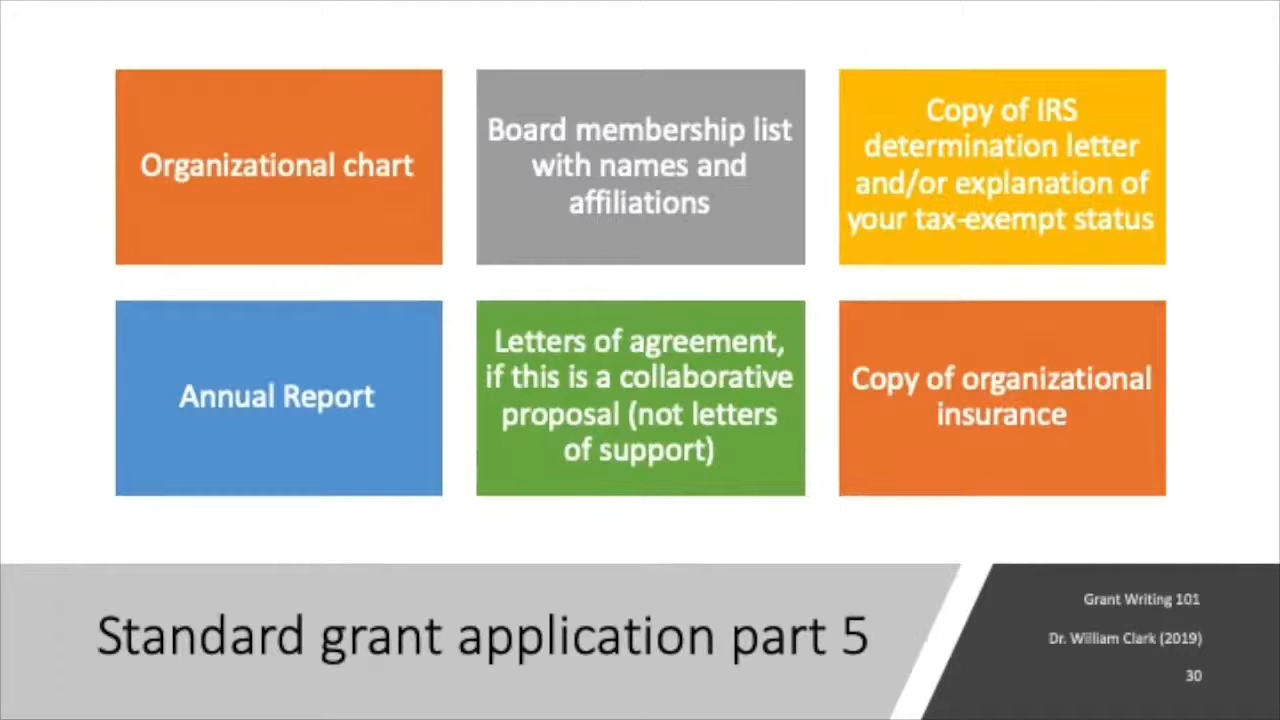 Organizational chart
Board membership list
with names and
affiliations
Copy of IRS
determination letter
and/or explanation of
your tax-exempt status
Annual Report
Letters of agreement,
if this is a collaborative
proposal (not letters
of support)
Copy of organizational
insurance
Standard grant application part 5
Grant Writing 101
Dr. William Clark (2019)
30